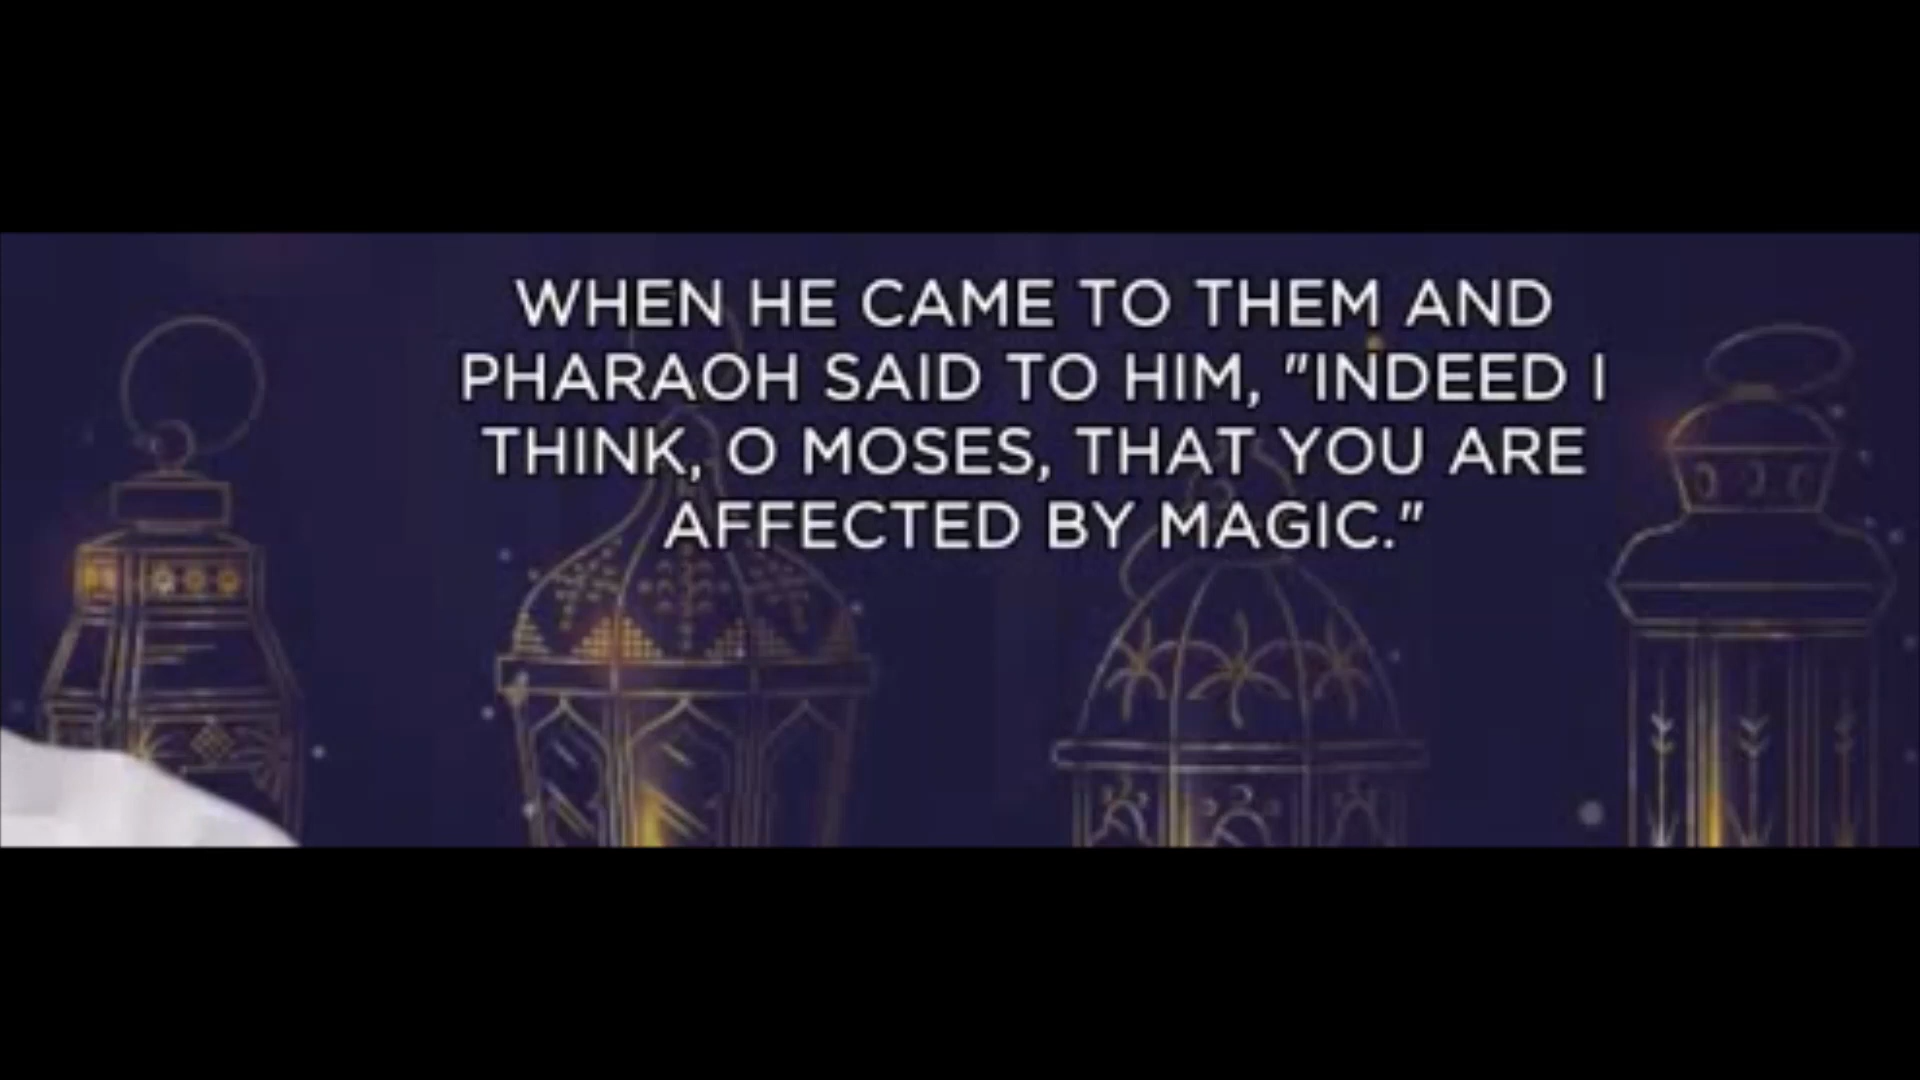 WHEN HE CAME TO THEM AND
PHARAOH SAID TO HIM, "INDEED I
THINK, O MOSES, THAT YOU ARE
AFFECTED BY MAGIC."